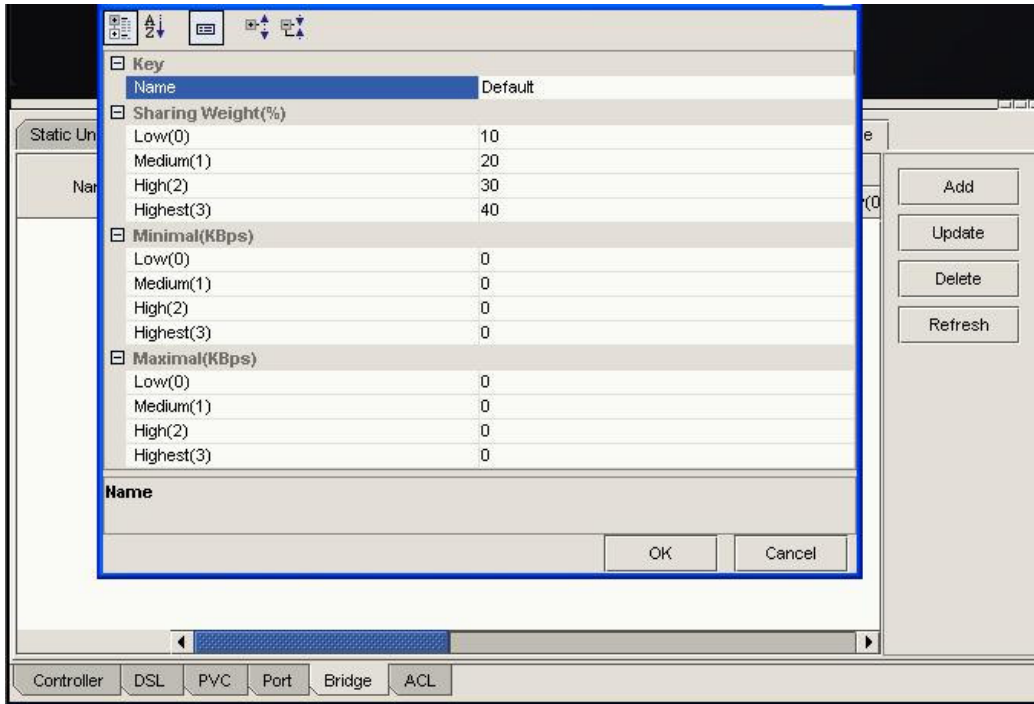 Key
Name Default
Sharing Weight(%)
Low(0) 10
Medium(1) 20
High(2) 30
Highest(3) 40
Minimal(KBps)
Low(0) 0
Medium(1) 0
High(2) 0
Highest(3) 0
Maximal(KBps)
Low(0) 0
Medium(1) 0
High(2) 0
Highest(3) 0
Name
OK Cancel
Static Un
Add
Update
Delete
Refresh
Controller DSL PVC Port Bridge ACL